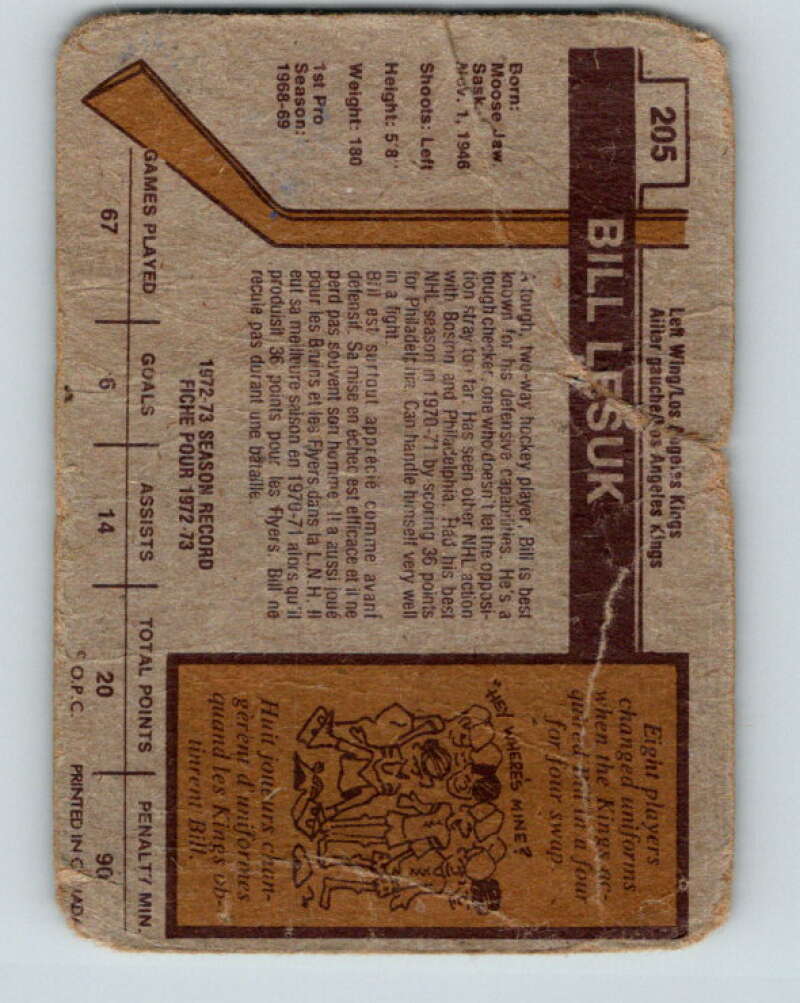 205
Left Wing/Los Angeles Kings
Ailier gauche/Los Angeles Kings
BILL LESUK
Born:
Moose Jaw,
Sask.
Nov. 1, 1946
Shoots: Left
Height: 5'8"
Weight: 180
1st Pro
Season:
1968-69
A tough, two-way hockey player, Bill is best
known for his defensive capabilities. He's a
tough checker, one who doesn't let the opposi-
tion stray too far. Has seen other NHL action
with Boston and Philadelphia. Had his best
NHL season in 1970-71 by scoring 36 points
for Philadelphia. Can handle himself very well
in a fight.
Bill est surtout apprécié comme avant
défensif. Sa mise en échec est efficace et il ne
perd pas souvent son homme. Il a aussi joué
pour les Bruins et les Flyers dans la L.N.H. Il
eut sa meilleure saison en 1970-71 alors qu'il
produisit 36 points pour les Flyers. Bill ne
recule pas durant une bataille.
Eight players
changed uniforms
when the Kings ac-
quired Bill in a four
for four swap.
"HEY WHERE'S MINE?
Huit joueurs chan-
gèrent d'uniformes
quand les Kings ob-
tinrent Bill.
1972-73 SEASON RECORD
FICHE POUR 1972-73
GAMES PLAYED GOALS ASSISTS TOTAL POINTS PENALTY MIN.
67 6 14 20 90
© O.P.C. PRINTED IN CANADA